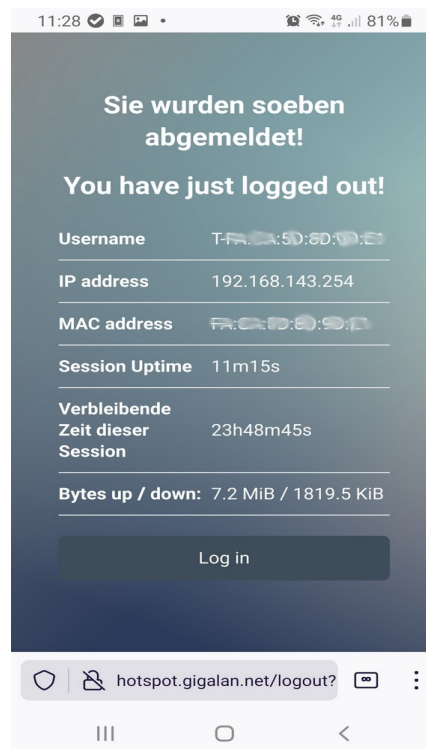 11:28 4G 81%
Sie wurden soeben
abgemeldet!
You have just logged out!
Username
IP address 192.168.143.254
MAC address
Session Uptime 11m15s
Verbleibende
Zeit dieser 23h48m45s
Session
Bytes up / down: 7.2 MiB / 1819.5 KiB
Log in
hotspot.gigalan.net/logout?